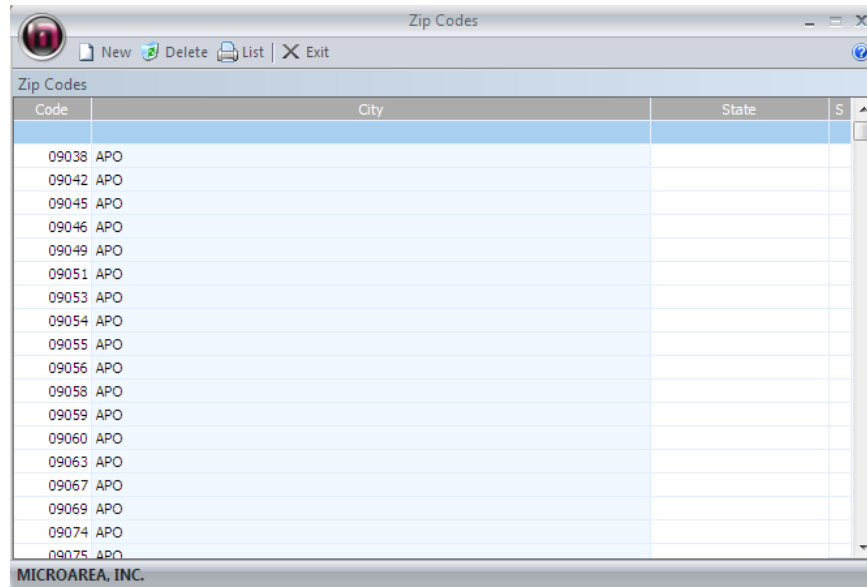 Zip Codes
New Delete List Exit
Zip Codes
Code City State S
09038 APO
09042 APO
09045 APO
09046 APO
09049 APO
09051 APO
09053 APO
09054 APO
09055 APO
09056 APO
09058 APO
09059 APO
09060 APO
09063 APO
09067 APO
09069 APO
09074 APO
09075 APO
MICROAREA, INC.